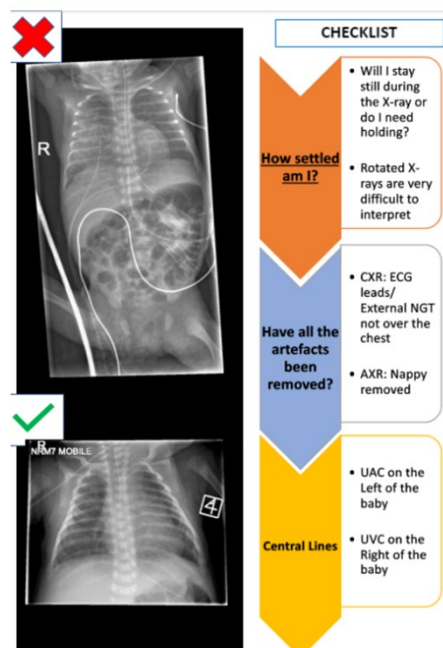 CHECKLIST
R
How settled
am I?
• Will I stay
still during
the X-ray or
do I need
holding?
• Rotated X-
rays are very
difficult to
interpret
Have all the
artefacts
been
removed?
• CXR: ECG
leads/
External NGT
not over the
chest
• AXR: Nappy
removed
R
NRM7 MOBILE
4
Central Lines
• UAC on the
Left of the
baby
• UVC on the
Right of the
baby